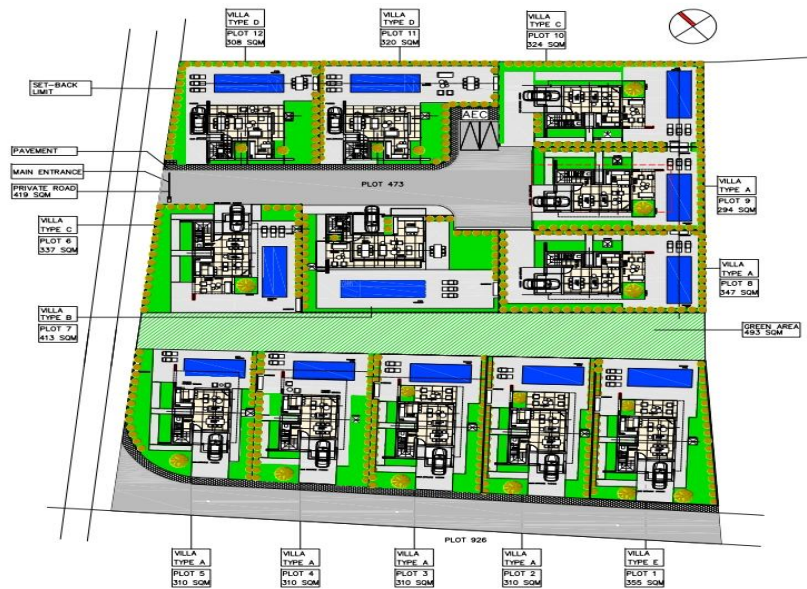 VILLA
TYPE D
PLOT 12
308 SQM
VILLA
TYPE D
PLOT 11
320 SQM
VILLA
TYPE C
PLOT 10
324 SQM
SET-BACK
LIMIT
AEC
PAVEMENT
MAIN ENTRANCE
PRIVATE ROAD
419 SQM
PLOT 473
VILLA
TYPE A
PLOT 9
294 SQM
VILLA
TYPE C
PLOT 6
337 SQM
VILLA
TYPE A
PLOT 8
347 SQM
VILLA
TYPE B
PLOT 7
413 SQM
GREEN AREA
493 SQM
PLOT 926
VILLA
TYPE A
PLOT 5
310 SQM
VILLA
TYPE A
PLOT 4
310 SQM
VILLA
TYPE A
PLOT 3
310 SQM
VILLA
TYPE A
PLOT 2
310 SQM
VILLA
TYPE E
PLOT 1
355 SQM